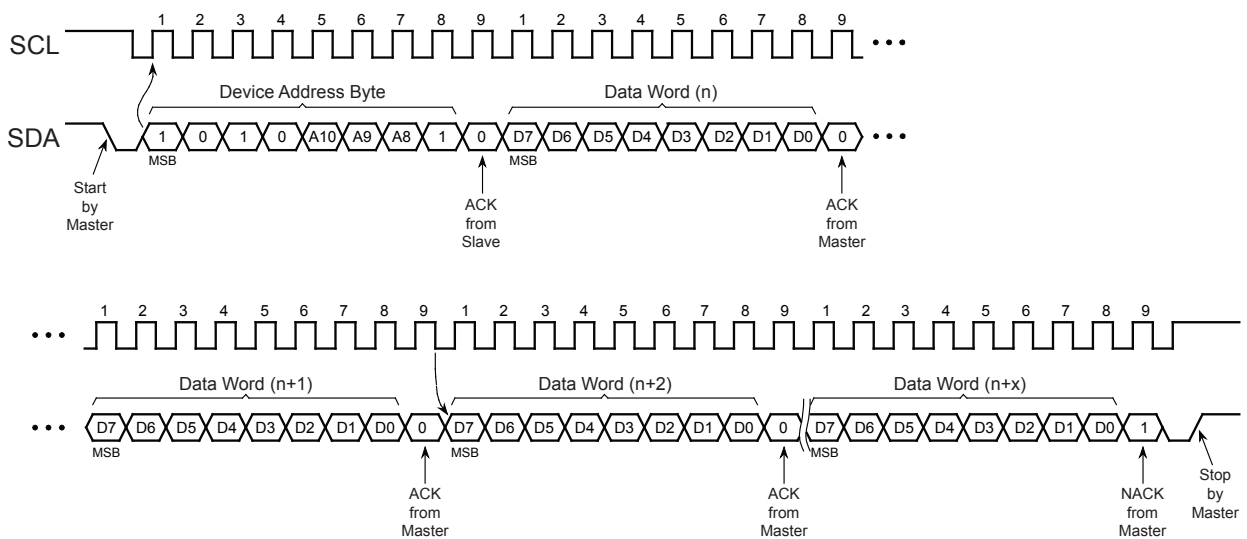 1 2 3 4 5 6 7 8 9 1 2 3 4 5 6 7 8 9
SCL
Device Address Byte Data Word (n)
SDA 1 0 1 0 A10 A9 A8 1 0 D7 D6 D5 D4 D3 D2 D1 D0 0
MSB MSB
Start
by
Master
ACK
from
Slave
ACK
from
Master
1 2 3 4 5 6 7 8 9 1 2 3 4 5 6 7 8 9 1 2 3 4 5 6 7 8 9
Data Word (n+1) Data Word (n+2) Data Word (n+x)
D7 D6 D5 D4 D3 D2 D1 D0 0 D7 D6 D5 D4 D3 D2 D1 D0 0 D7 D6 D5 D4 D3 D2 D1 D0 1
MSB MSB MSB
ACK
from
Master
ACK
from
Master
NACK
from
Master
Stop
by
Master